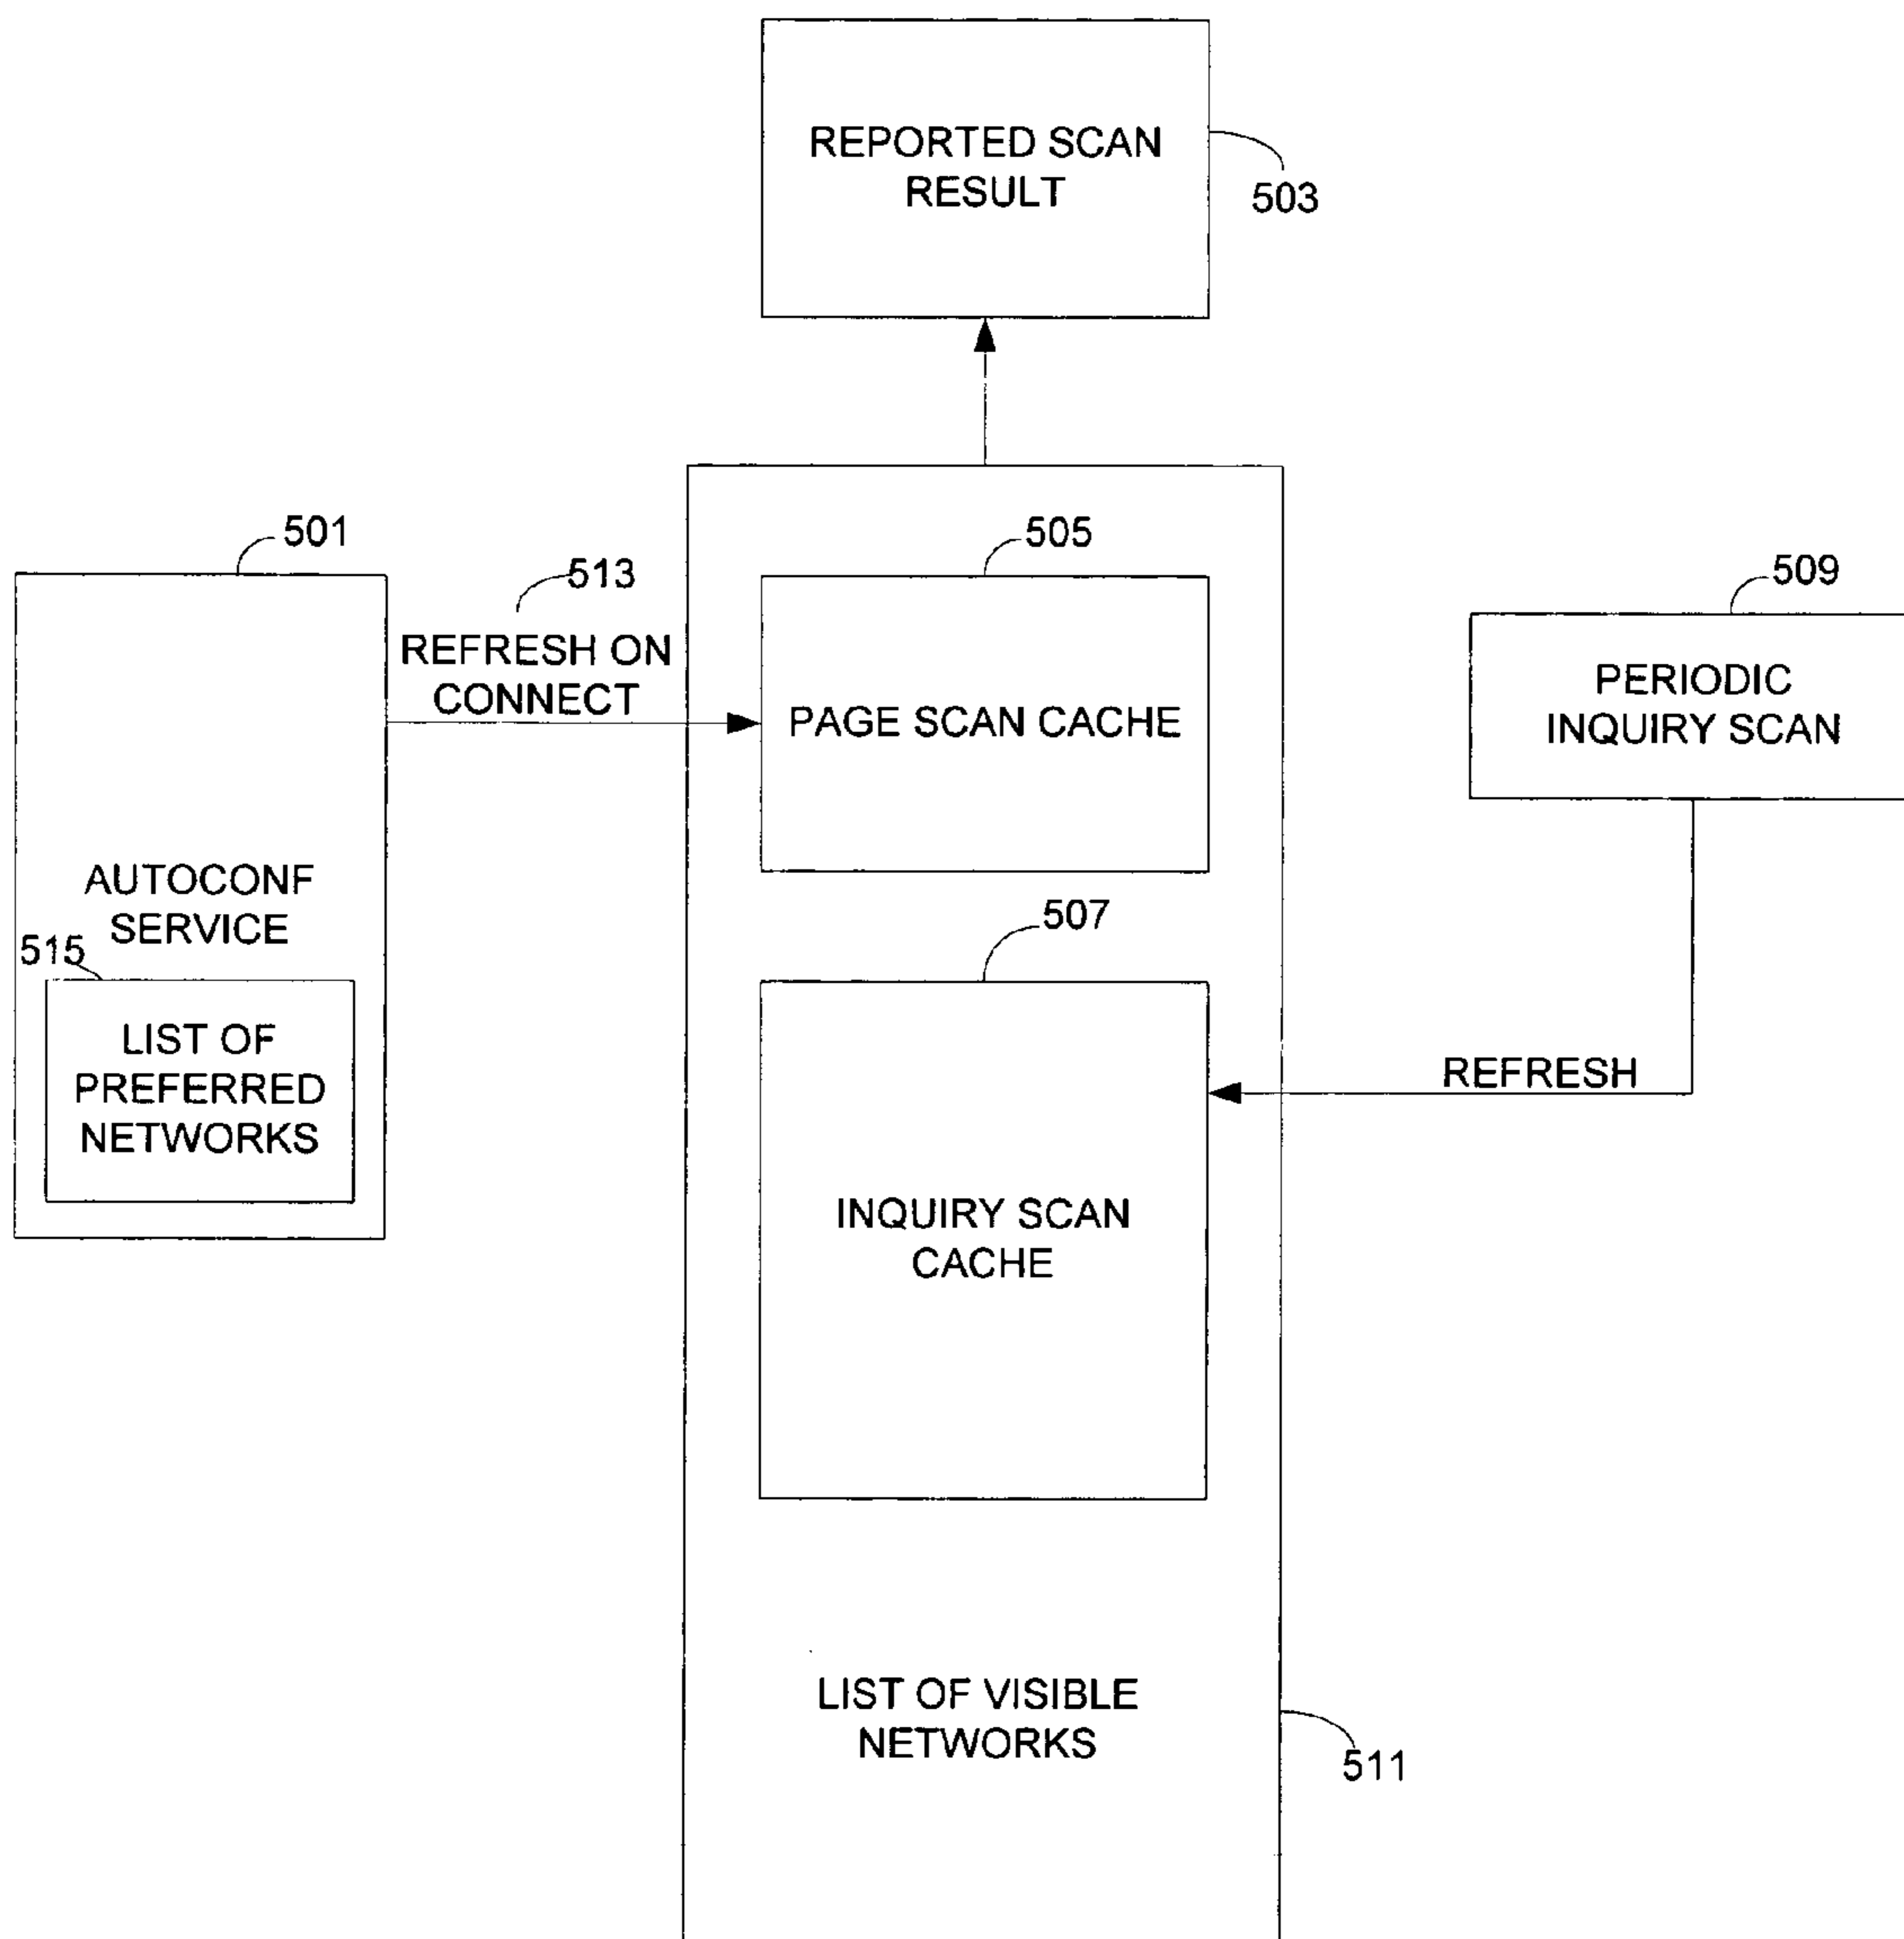 REPORTED SCAN
RESULT
503
501
513
REFRESH ON
CONNECT
505
PAGE SCAN CACHE
509
PERIODIC
INQUIRY SCAN
AUTOCONF
SERVICE
515
LIST OF
PREFERRED
NETWORKS
507
INQUIRY SCAN
CACHE
REFRESH
LIST OF VISIBLE
NETWORKS
511